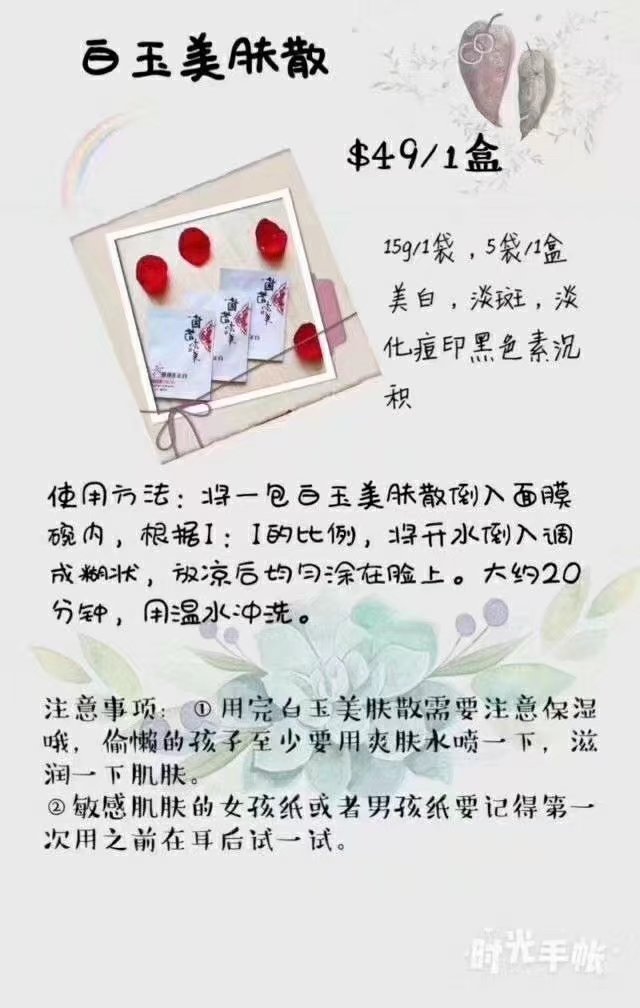 白玉美肤散
$49/1盒
15g/1袋，5袋/1盒
美白，淡斑，淡
化痘印黑色素沉
积
使用方法：将一包白玉美肤散倒入面膜
碗内，根据1：1的比例，将开水倒入调
成糊状，放凉后均匀涂在脸上。大约20
分钟，用温水冲洗。
注意事项：①用完白玉美肤散需要注意保湿
哦，偷懒的孩子至少要用爽肤水喷一下，滋
润一下肌肤。
②敏感肌肤的女孩纸或者男孩纸要记得第一
次用之前在耳后试一试。
时光手帐